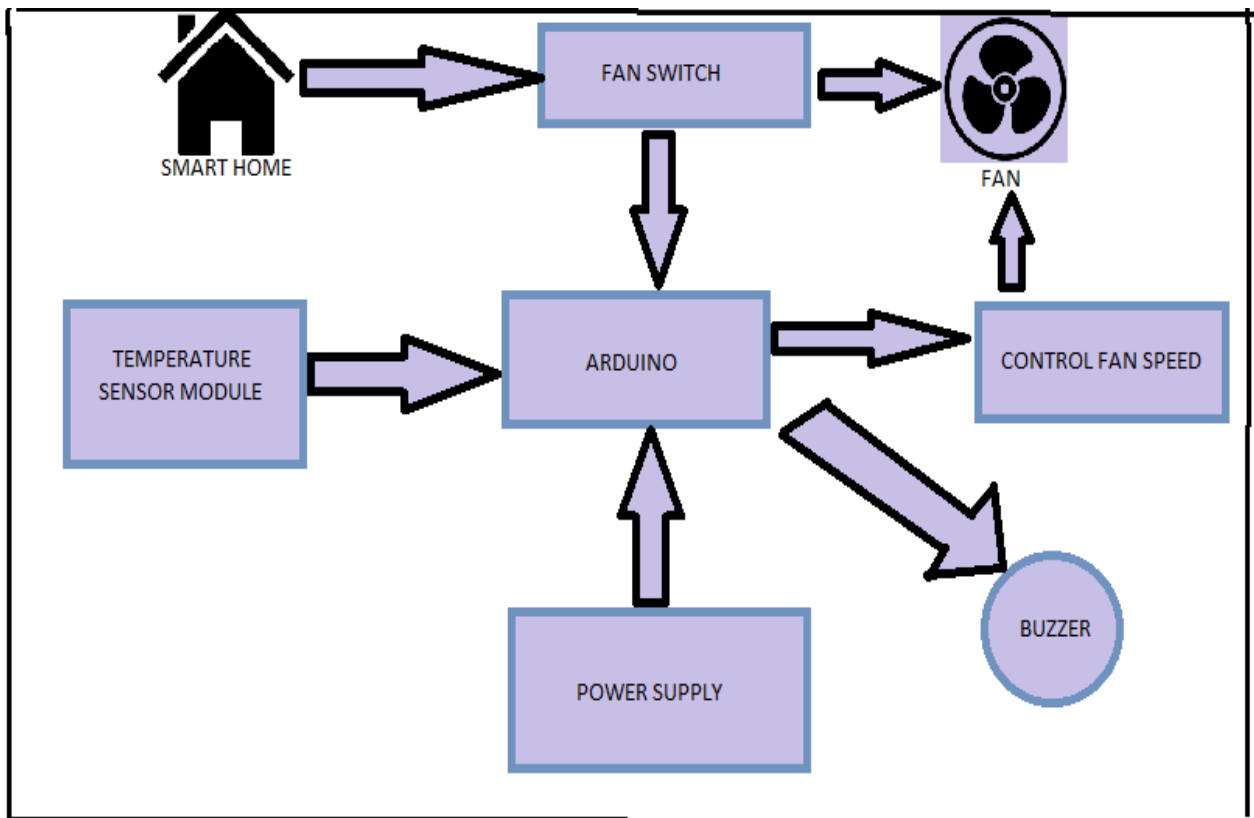 FAN SWITCH
SMART HOME
FAN
TEMPERATURE
SENSOR MODULE
ARDUINO
CONTROL FAN SPEED
BUZZER
POWER SUPPLY